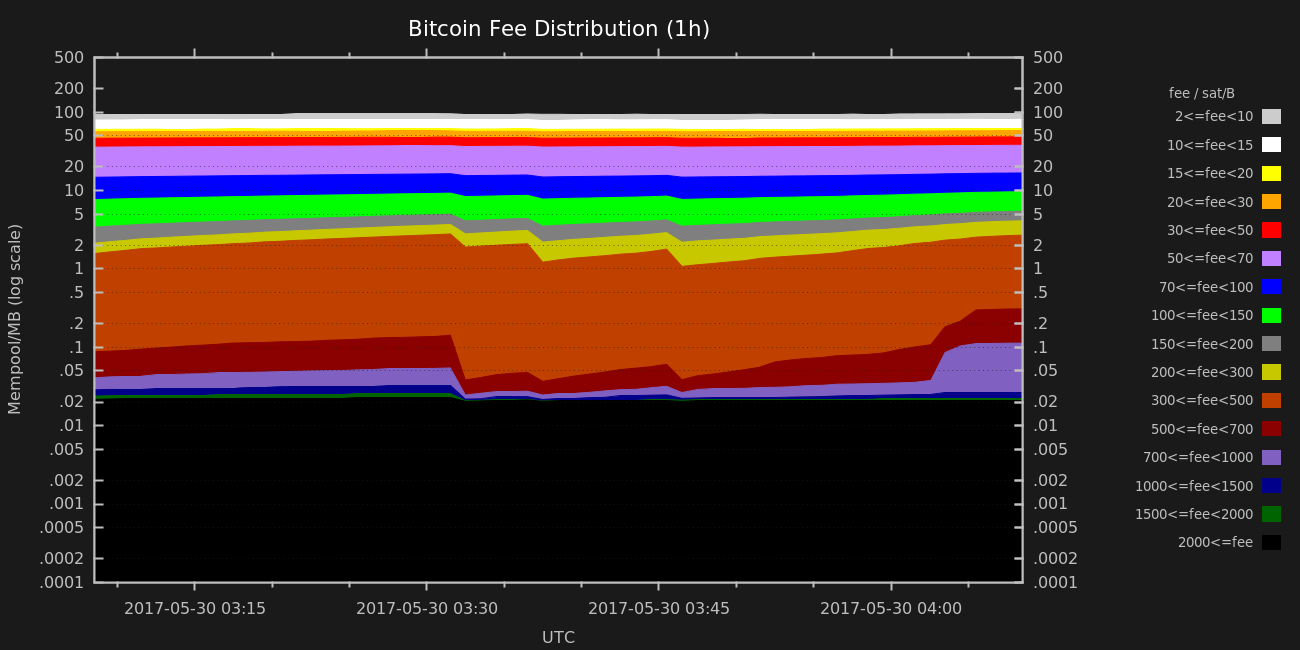 Bitcoin Fee Distribution (1h)
500 500
200 200
100 100
50 50
20 20
10 10
5 5
2 2
1 1
.5 .5
.2 .2
.1 .1
.05 .05
.02 .02
.01 .01
.005 .005
.002 .002
.001 .001
.0005 .0005
.0002 .0002
.0001 .0001
Mempool/MB (log scale)
2017-05-30 03:15 2017-05-30 03:30 2017-05-30 03:45 2017-05-30 04:00
UTC
fee / sat/B
2<=fee<10
10<=fee<15
15<=fee<20
20<=fee<30
30<=fee<50
50<=fee<70
70<=fee<100
100<=fee<150
150<=fee<200
200<=fee<300
300<=fee<500
500<=fee<700
700<=fee<1000
1000<=fee<1500
1500<=fee<2000
2000<=fee